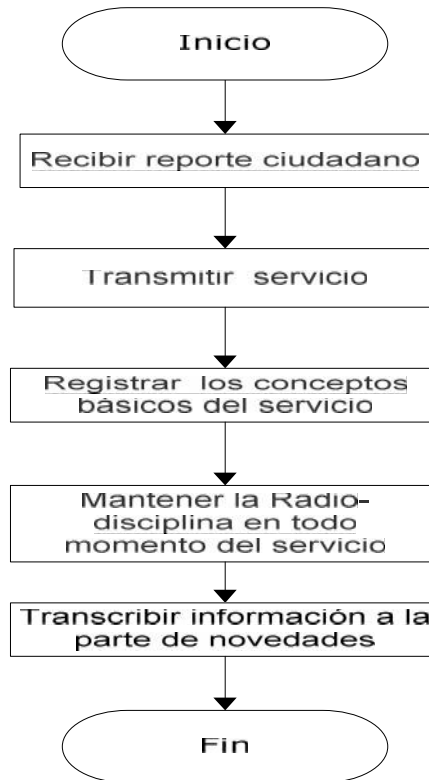 Inicio
Recibir reporte ciudadano
Transmitir servicio
Registrar los conceptos
básicos del servicio
Mantener la Radio-
disciplina en todo
momento del servicio
Transcribir información a la
parte de novedades
Fin